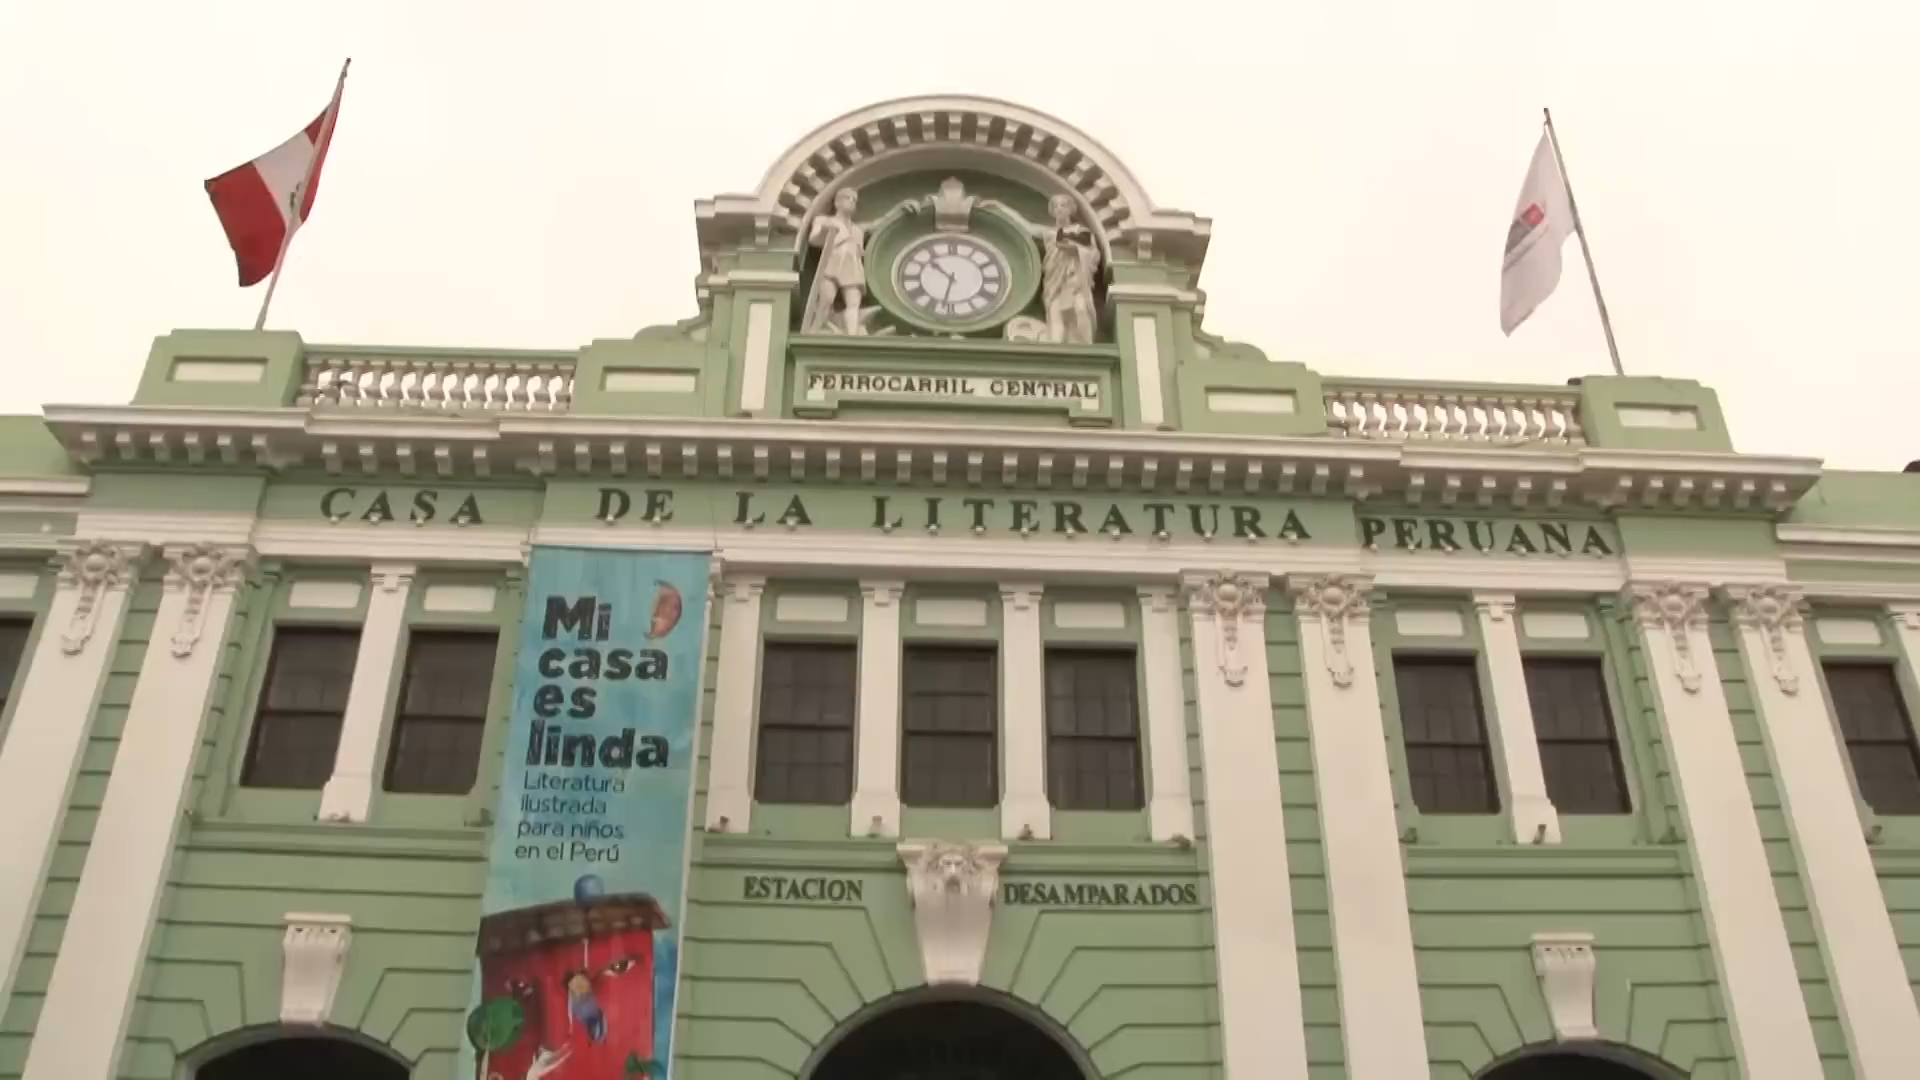 FERROCARRIL CENTRAL
CASA DE LA LITERATURA PERUANA
Mi
casa
es
linda
Literatura
ilustrada
para niños
en el Perú
ESTACION DESAMPARADOS